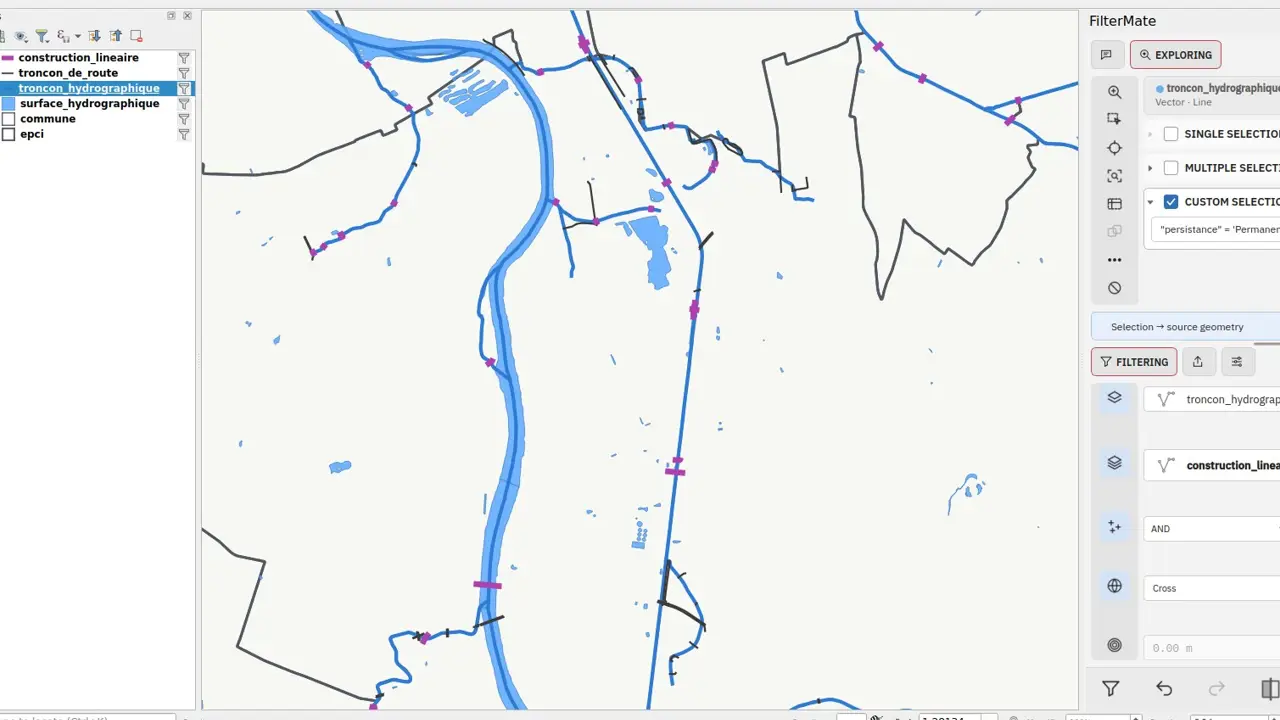 construction_lineaire
troncon_de_route
troncon_hydrographique
surface_hydrographique
commune
epci
FilterMate
EXPLORING
troncon_hydrographique
Vector · Line
SINGLE SELECTIO
MULTIPLE SELECTI
CUSTOM SELECTIO
"persistance" = 'Permanen
Selection → source geometry
FILTERING
troncon_hydrograp
construction_linea
AND
Cross
0.00 m